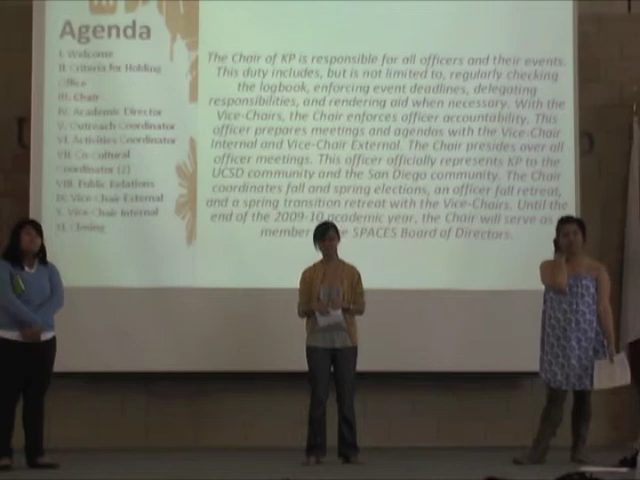 Agenda
I. Welcome
II. Criteria for Holding
Office
III. Chair
IV. Academic Director
V. Outreach Coordinator
VI. Activities Coordinator
VII. Co-Cultural
Coordinator (2)
VIII. Public Relations
IX. Vice-Chair External
X. Vice-Chair Internal
XI. Closing
The Chair of KP is responsible for all officers and their events.
This duty includes, but is not limited to, regularly checking
the logbook, enforcing event deadlines, delegating
responsibilities, and rendering aid when necessary. With the
Vice-Chairs, the Chair enforces officer accountability. This
officer prepares meetings and agendas with the Vice-Chair
Internal and Vice-Chair External. The Chair presides over all
officer meetings. This officer officially represents KP to the
UCSD community and the San Diego community. The Chair
coordinates fall and spring elections, an officer fall retreat,
and a spring transition retreat with the Vice-Chairs. Until the
end of the 2009-10 academic year, the Chair will serve as
member the SPACES Board of Directors.